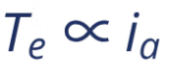 Tₑ ∝ iₐ